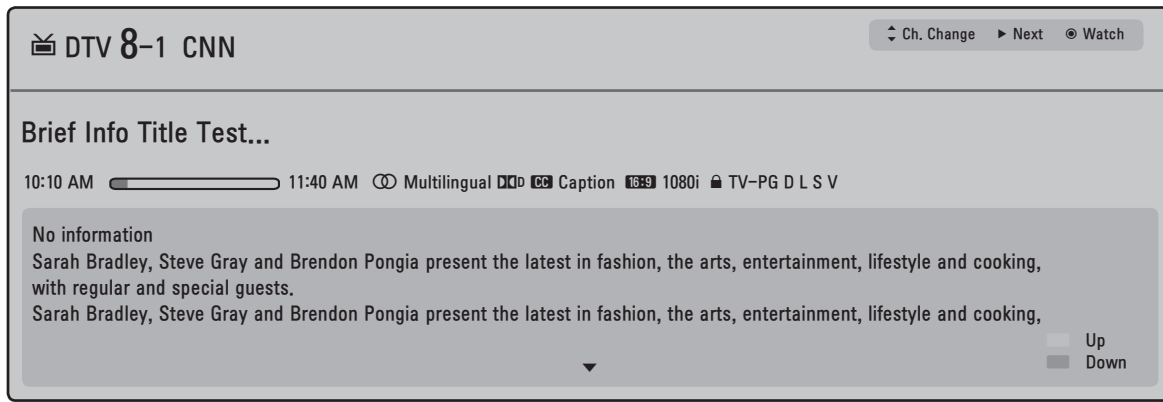 DTV 8-1 CNN
Ch. Change Next Watch
Brief Info Title Test...
10:10 AM 11:40 AM Multilingual DD D CC Caption 16:9 1080i TV-PG D L S V
No information
Sarah Bradley, Steve Gray and Brendon Pongia present the latest in fashion, the arts, entertainment, lifestyle and cooking,
with regular and special guests.
Sarah Bradley, Steve Gray and Brendon Pongia present the latest in fashion, the arts, entertainment, lifestyle and cooking,
Up
Down